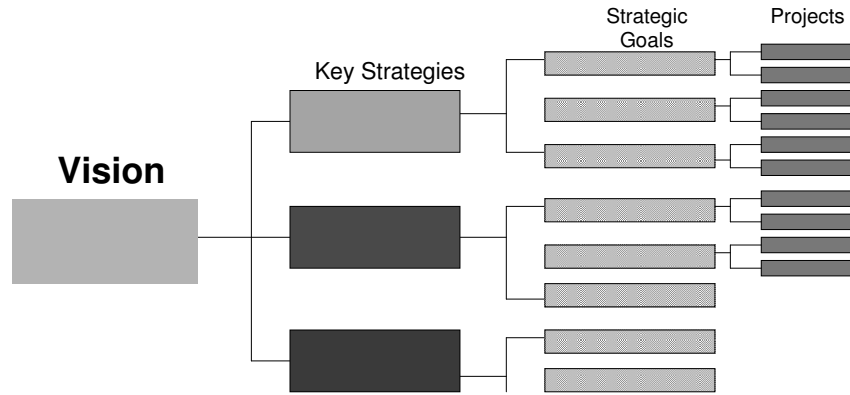 Strategic
Goals
Projects
Key Strategies
Vision